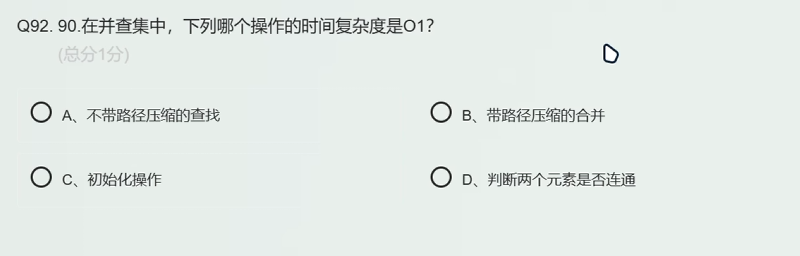 Q92. 90.在并查集中，下列哪个操作的时间复杂度是O1?
(总分1分)
D
A、不带路径压缩的查找
B、带路径压缩的合并
C、初始化操作
D、判断两个元素是否连通